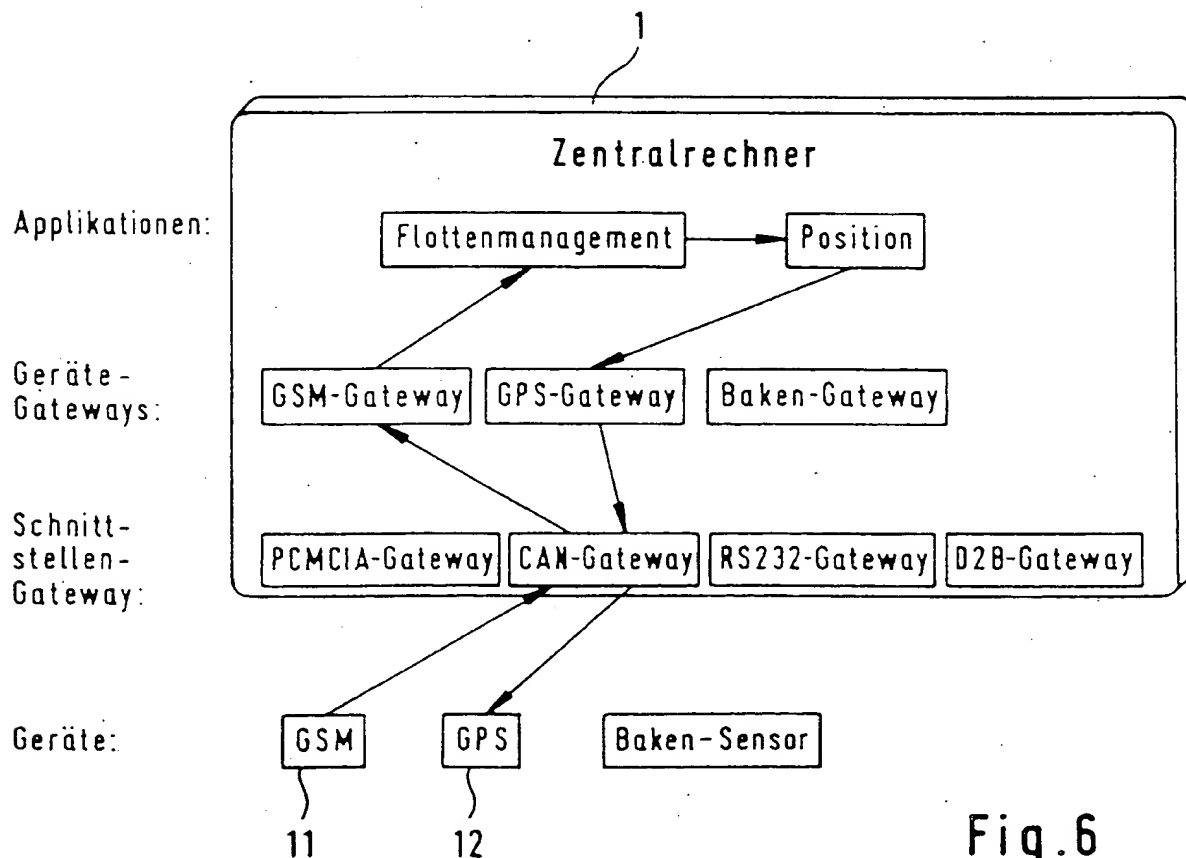 1
Zentralrechner
Applikationen:
Flottenmanagement
Position
Geräte-
Gateways:
GSM-Gateway
GPS-Gateway
Baken-Gateway
Schnitt-
stellen-
Gateway:
PCMCIA-Gateway
CAN-Gateway
RS232-Gateway
D2B-Gateway
Geräte:
GSM
GPS
Baken-Sensor
11
12
Fig.6